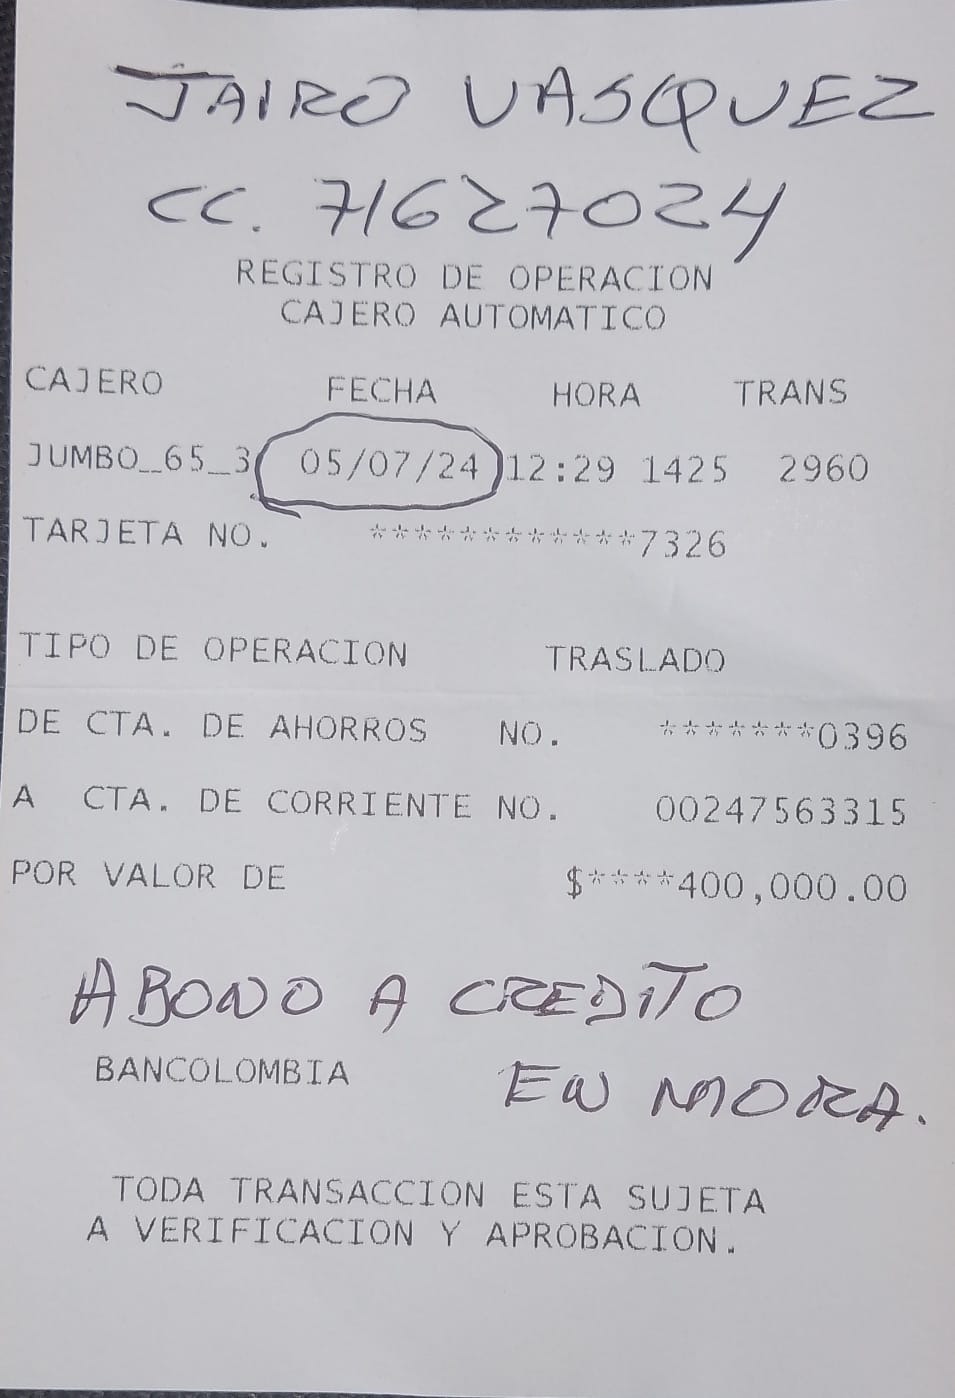 JAIRO VASQUEZ
CC. 71627024
REGISTRO DE OPERACION
CAJERO AUTOMATICO
CAJERO FECHA HORA TRANS
JUMBO_65_3 05/07/24 12:29 1425 2960
TARJETA NO. ************7326
TIPO DE OPERACION TRASLADO
DE CTA. DE AHORROS NO. *******0396
A CTA. DE CORRIENTE NO. 00247563315
POR VALOR DE $****400,000.00
ABONO A CREDITO
BANCOLOMBIA EN MORA.
TODA TRANSACCION ESTA SUJETA
A VERIFICACION Y APROBACION.